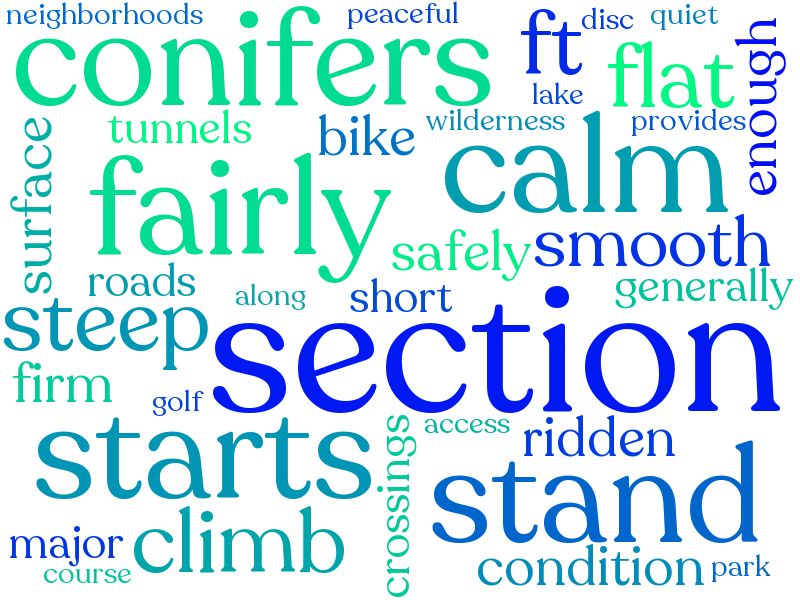 neighborhoods
peaceful
disc
quiet
conifers
ft
flat
enough
lake
tunnels
bike
wilderness
provides
surface
calm
fairly
safely
smooth
roads
along
short
generally
steep
section
firm
golf
starts
crossings
access
ridden
stand
major
climb
condition
course
park